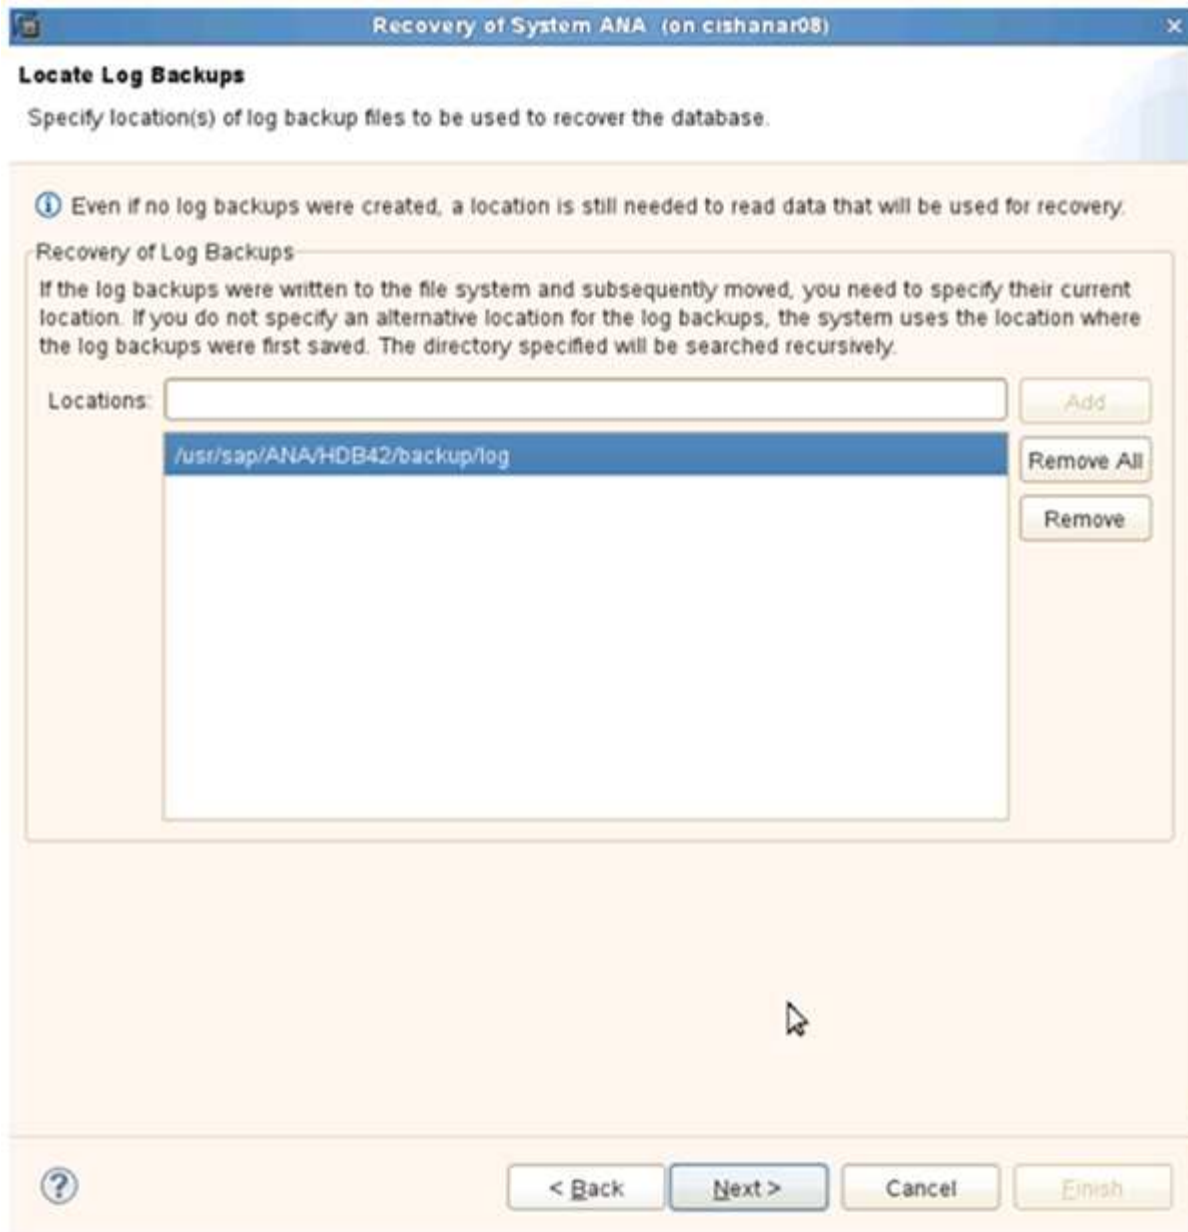 Recovery of System ANA (on cishanar08)
Locate Log Backups
Specify location(s) of log backup files to be used to recover the database.
Even if no log backups were created, a location is still needed to read data that will be used for recovery.
Recovery of Log Backups
If the log backups were written to the file system and subsequently moved, you need to specify their current
location. If you do not specify an alternative location for the log backups, the system uses the location where
the log backups were first saved. The directory specified will be searched recursively.
Locations:
Add
/usr/sap/ANA/HDB42/backup/log
Remove All
Remove
< Back
Next >
Cancel
Finish